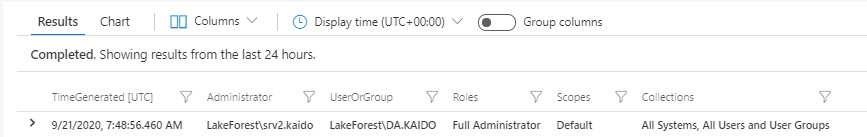 Results Chart Columns Display time (UTC+00:00) Group columns
Completed. Showing results from the last 24 hours.
TimeGenerated [UTC] Administrator UserOrGroup Roles Scopes Collections
9/21/2020, 7:48:56.460 AM LakeForest\srv2.kaido LakeForest\DA.KAIDO Full Administrator Default All Systems, All Users and User Groups